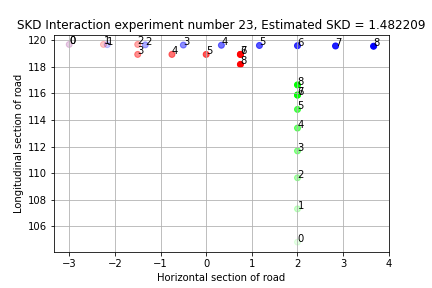 SKD Interaction experiment number 23, Estimated SKD = 1.482209
120
118
116
114
112
110
108
106
Longitudinal section of road
0 1 2 3 4 5 6 7 8
0 1 2
3 4 5 6
8
8
6
5
4
3
2
1
0
−3 −2 −1 0 1 2 3 4
Horizontal section of road